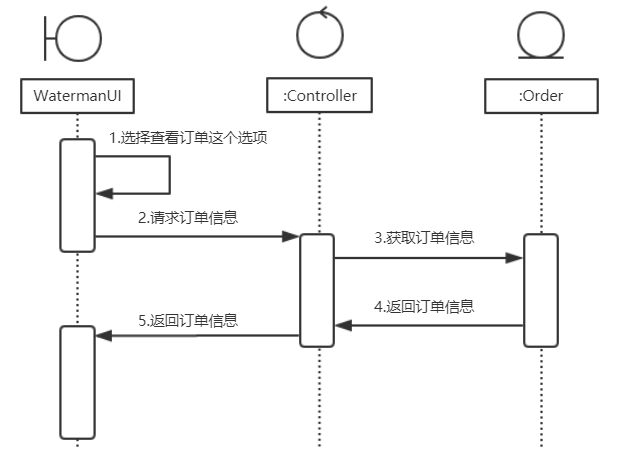 WatermanUI
:Controller
:Order
1.选择查看订单这个选项
2.请求订单信息
3.获取订单信息
4.返回订单信息
5.返回订单信息